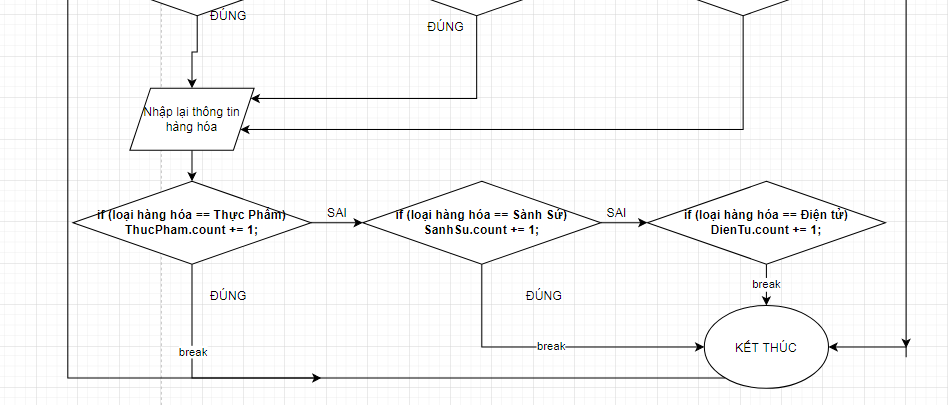 ĐÚNG
ĐÚNG
Nhập lại thông tin
hàng hóa
if (loại hàng hóa == Thực Phẩm)
ThucPham.count += 1;
SAI
if (loại hàng hóa == Sành Sứ)
SanhSu.count += 1;
SAI
if (loại hàng hóa == Điện tử)
DienTu.count += 1;
ĐÚNG
ĐÚNG
break
break
break
KẾT THÚC